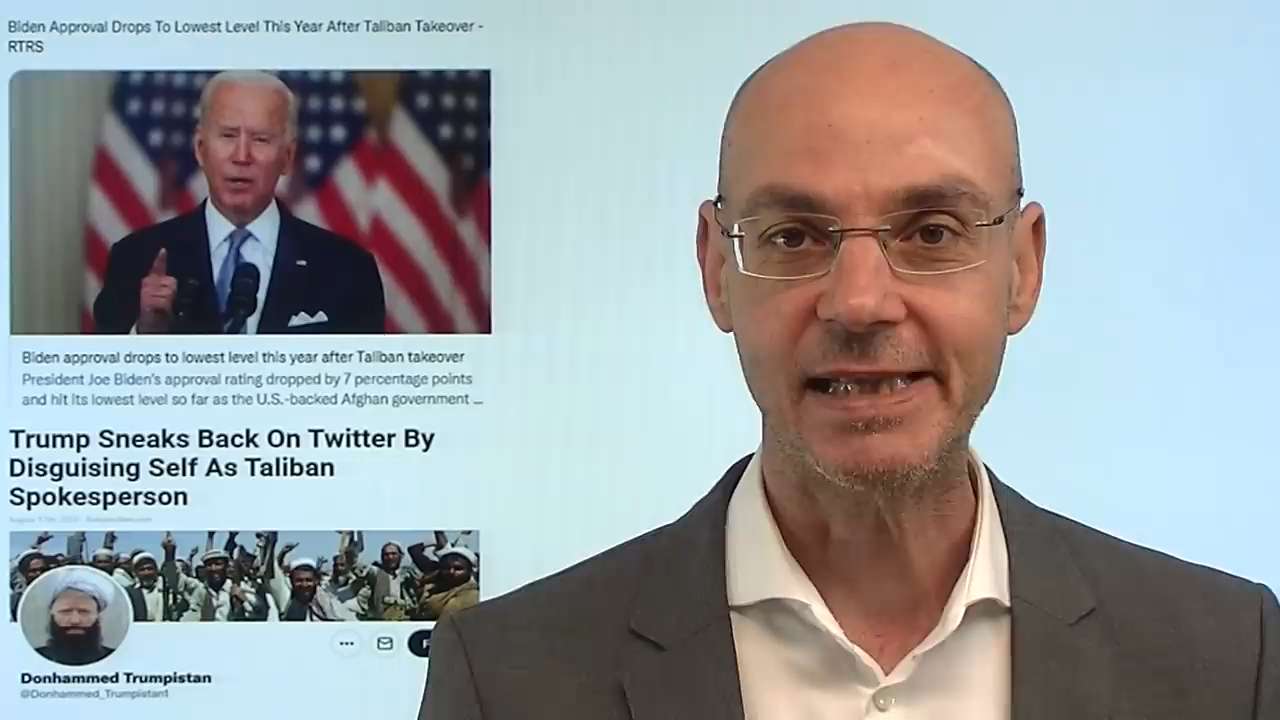 Biden Approval Drops To Lowest Level This Year After Taliban Takeover -
RTRS
Biden approval drops to lowest level this year after Taliban takeover
President Joe Biden's approval rating dropped by 7 percentage points
and hit its lowest level so far as the U.S.-backed Afghan government ...
Trump Sneaks Back On Twitter By
Disguising Self As Taliban
Spokesperson
Donhammed Trumpistan
@Donhammed_Trumpistan1